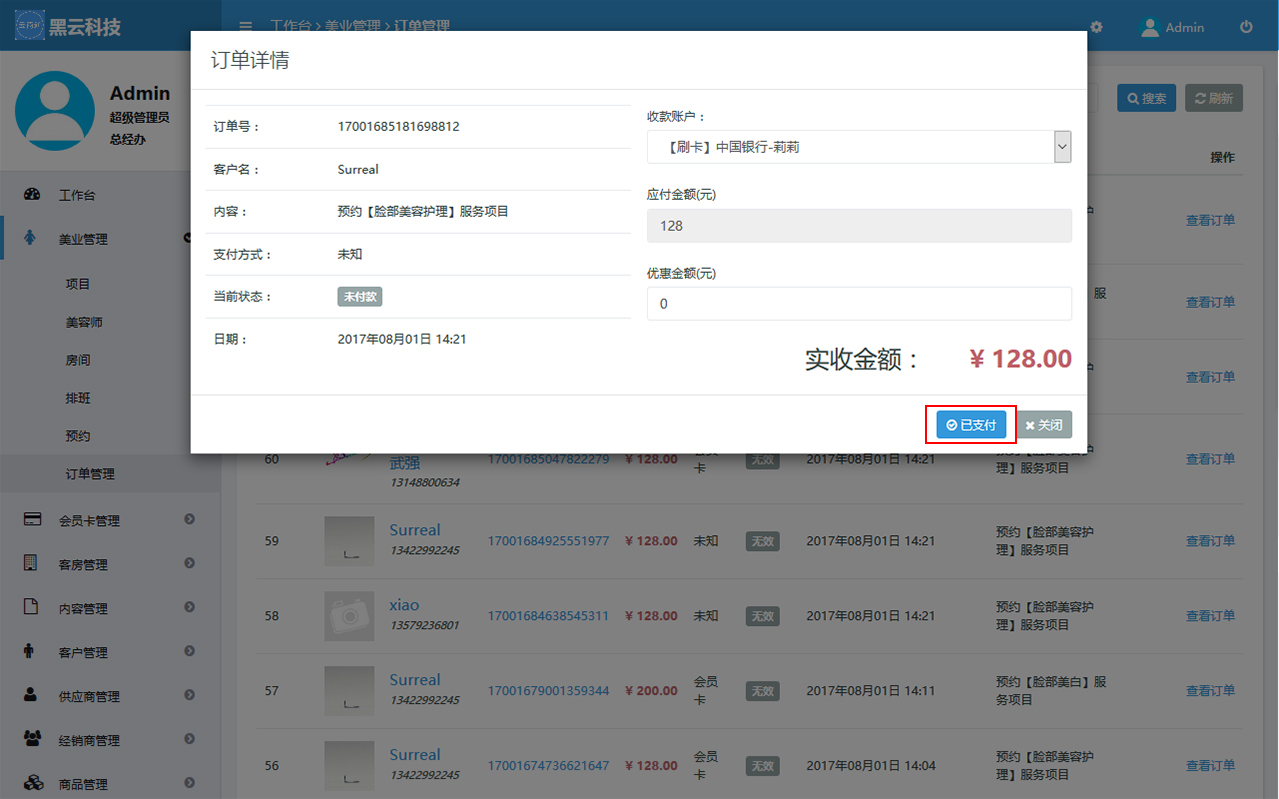 黑云科技
工作台 > 美业管理 > 订单管理
Admin
Admin
超级管理员
总经办
搜索
刷新
操作
工作台
美业管理
项目
美容师
房间
排班
预约
订单管理
会员卡管理
客房管理
内容管理
客户管理
供应商管理
经销商管理
商品管理
订单详情
订单号：
17001685181698812
客户名：
Surreal
内容：
预约【脸部美容护理】服务项目
支付方式：
未知
当前状态：
未付款
日期：
2017年08月01日 14:21
收款账户：
【刷卡】中国银行-莉莉
应付金额(元)
128
优惠金额(元)
0
实收金额：
¥ 128.00
已支付
关闭
查看订单
服
查看订单
查看订单
60
武强
13148800634
17001685047822279
¥ 128.00
会员
卡
无效
2017年08月01日 14:21
预约【脸部美容护
理】服务项目
查看订单
59
Surreal
13422992245
17001684925551977
¥ 128.00
未知
无效
2017年08月01日 14:21
预约【脸部美容护
理】服务项目
查看订单
58
xiao
13579236801
17001684638545311
¥ 128.00
未知
无效
2017年08月01日 14:21
预约【脸部美容护
理】服务项目
查看订单
57
Surreal
13422992245
17001679001359344
¥ 200.00
会员
卡
无效
2017年08月01日 14:11
预约【脸部美白】服
务项目
查看订单
56
Surreal
13422992245
17001674736621647
¥ 128.00
会员
卡
无效
2017年08月01日 14:04
预约【脸部美容护
理】服务项目
查看订单